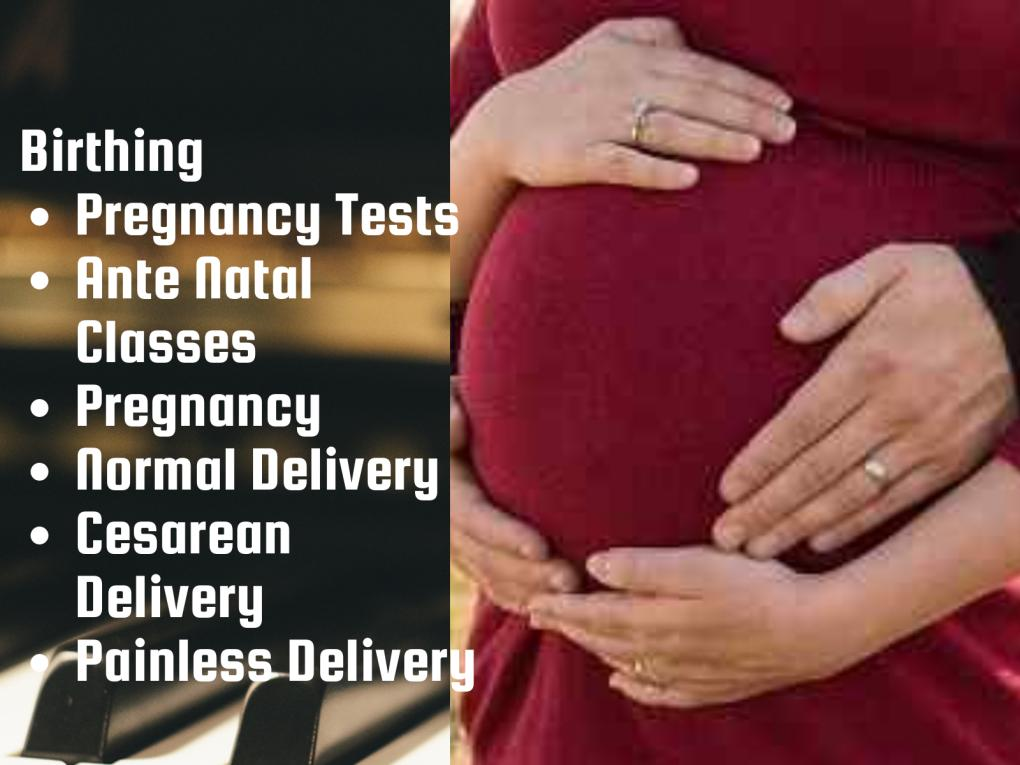 Birthing
• Pregnancy Tests
• Ante Natal
Classes
• Pregnancy
• Normal Delivery
• Cesarean
Delivery
• Painless Delivery